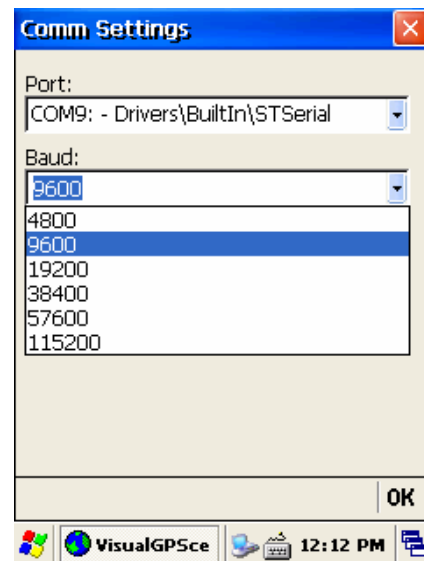 Comm Settings
Port:
COM9: - Drivers\BuiltIn\STSerial
Baud:
9600
4800
9600
19200
38400
57600
115200
OK
VisualGPSce
12:12 PM